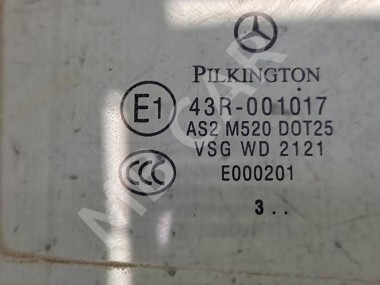 PILKINGTON
E1 43R-001017
AS2 M520 DOT25
VSG WD 2121
CCC E000201
3..